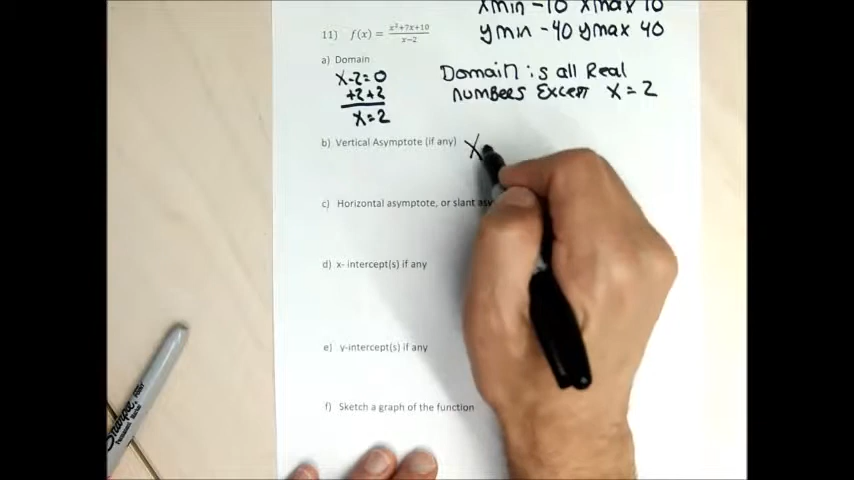 xmin -10 xmax 10
ymin -40 ymax 40
11) f(x) = x²+7x+10 / x−2
a) Domain
x-2=0
+2 +2
x=2
Domain is all Real
numbers Except x = 2
b) Vertical Asymptote (if any) X
c) Horizontal asymptote, or slant
d) x- intercept(s) if any
e) y-intercept(s) if any
f) Sketch a graph of the function
Sharpie